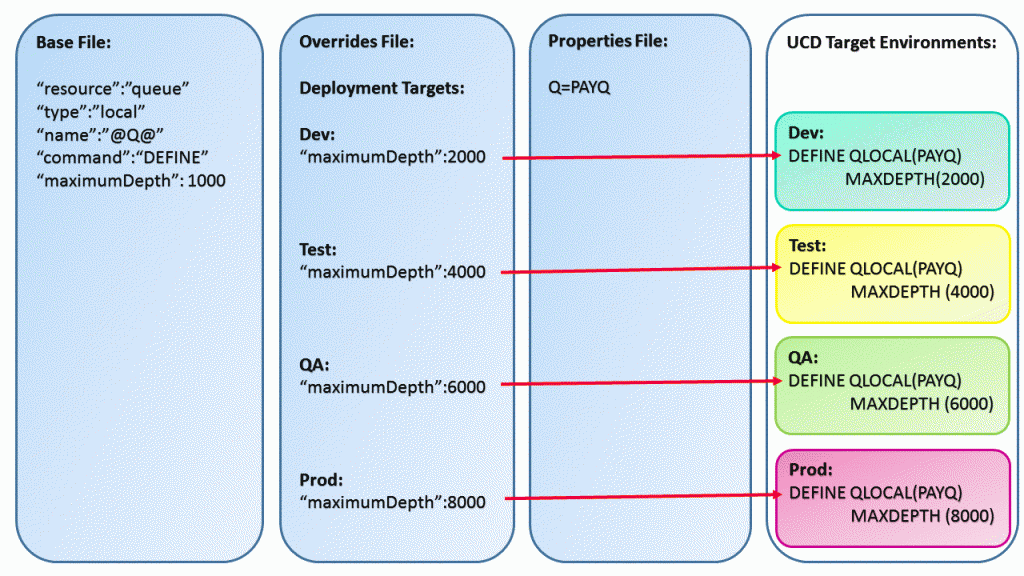 Base File:
“resource”:”queue”
“type”:”local”
“name”:”@Q@”
“command”:“DEFINE”
“maximumDepth”: 1000
Overrides File:
Deployment Targets:
Dev:
“maximumDepth”:2000
Test:
“maximumDepth”:4000
QA:
“maximumDepth”:6000
Prod:
“maximumDepth”:8000
Properties File:
Q=PAYQ
UCD Target Environments:
Dev:
DEFINE QLOCAL(PAYQ)
MAXDEPTH(2000)
Test:
DEFINE QLOCAL(PAYQ)
MAXDEPTH (4000)
QA:
DEFINE QLOCAL(PAYQ)
MAXDEPTH (6000)
Prod:
DEFINE QLOCAL(PAYQ)
MAXDEPTH (8000)